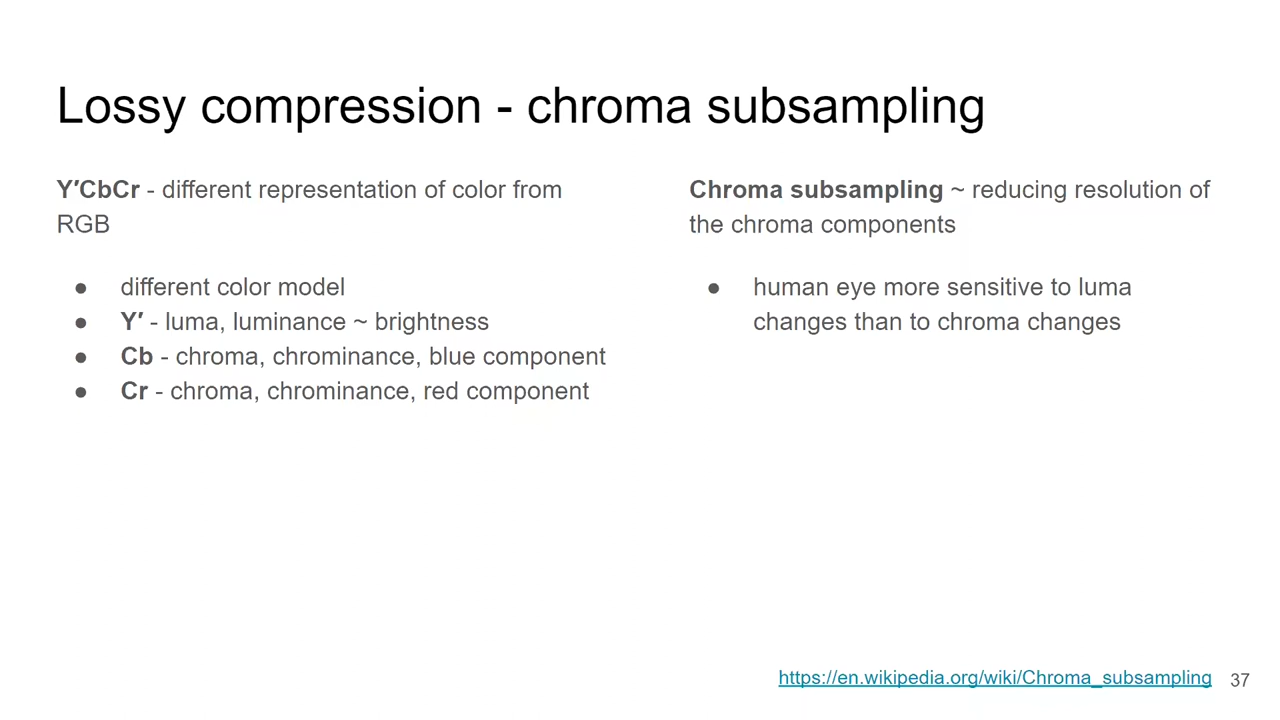 Lossy compression - chroma subsampling
Y′CbCr - different representation of color from
RGB
● different color model
● Y′ - luma, luminance ~ brightness
● Cb - chroma, chrominance, blue component
● Cr - chroma, chrominance, red component
Chroma subsampling ~ reducing resolution of
the chroma components
● human eye more sensitive to luma
changes than to chroma changes
https://en.wikipedia.org/wiki/Chroma_subsampling
37